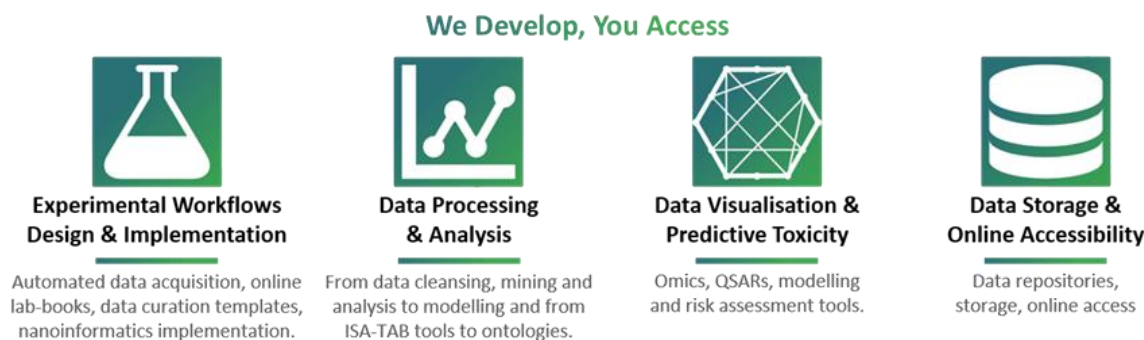 We Develop, You Access
Experimental Workflows
Design & Implementation
Automated data acquisition, online
lab-books, data curation templates,
nanoinformatics implementation.
Data Processing
& Analysis
From data cleansing, mining and
analysis to modelling and from
ISA-TAB tools to ontologies.
Data Visualisation &
Predictive Toxicity
Omics, QSARs, modelling
and risk assessment tools.
Data Storage &
Online Accessibility
Data repositories,
storage, online access